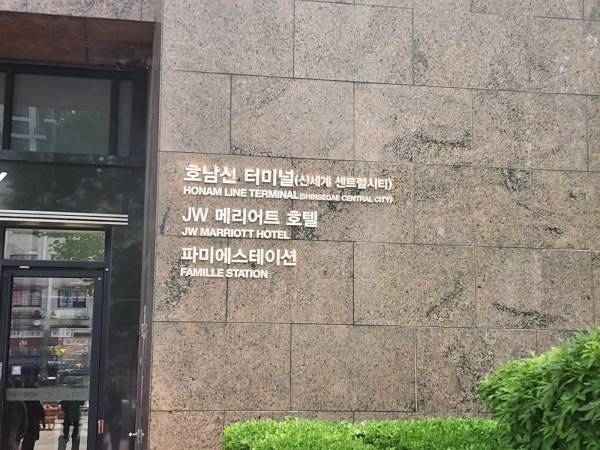 호남선 터미널(신세계 센트럴시티)
HONAM LINE TERMINAL(SHINSEGAE CENTRAL CITY)
JW 메리어트 호텔
JW MARRIOTT HOTEL
파미에스테이션
FAMILLE STATION